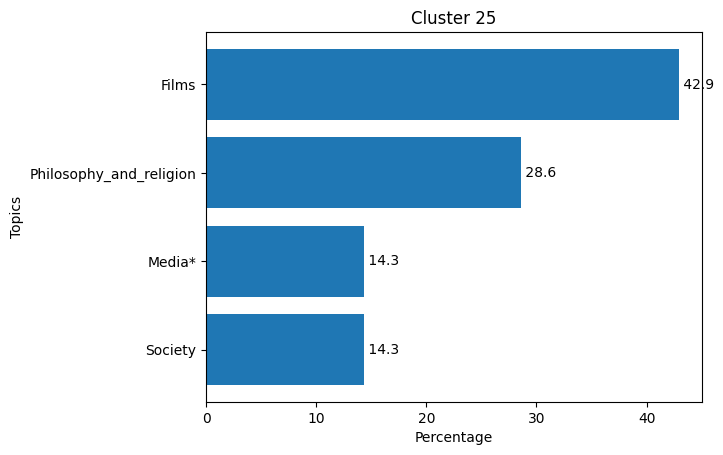 Cluster 25
Films
42.9
Philosophy_and_religion
28.6
Media*
14.3
Society
14.3
Topics
0 10 20 30 40
Percentage